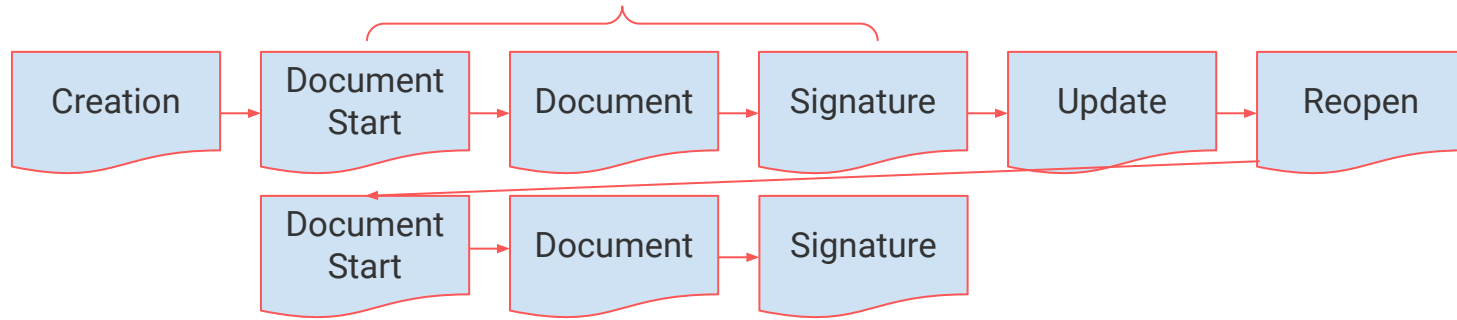 Creation
Document
Start
Document
Signature
Update
Reopen
Document
Start
Document
Signature